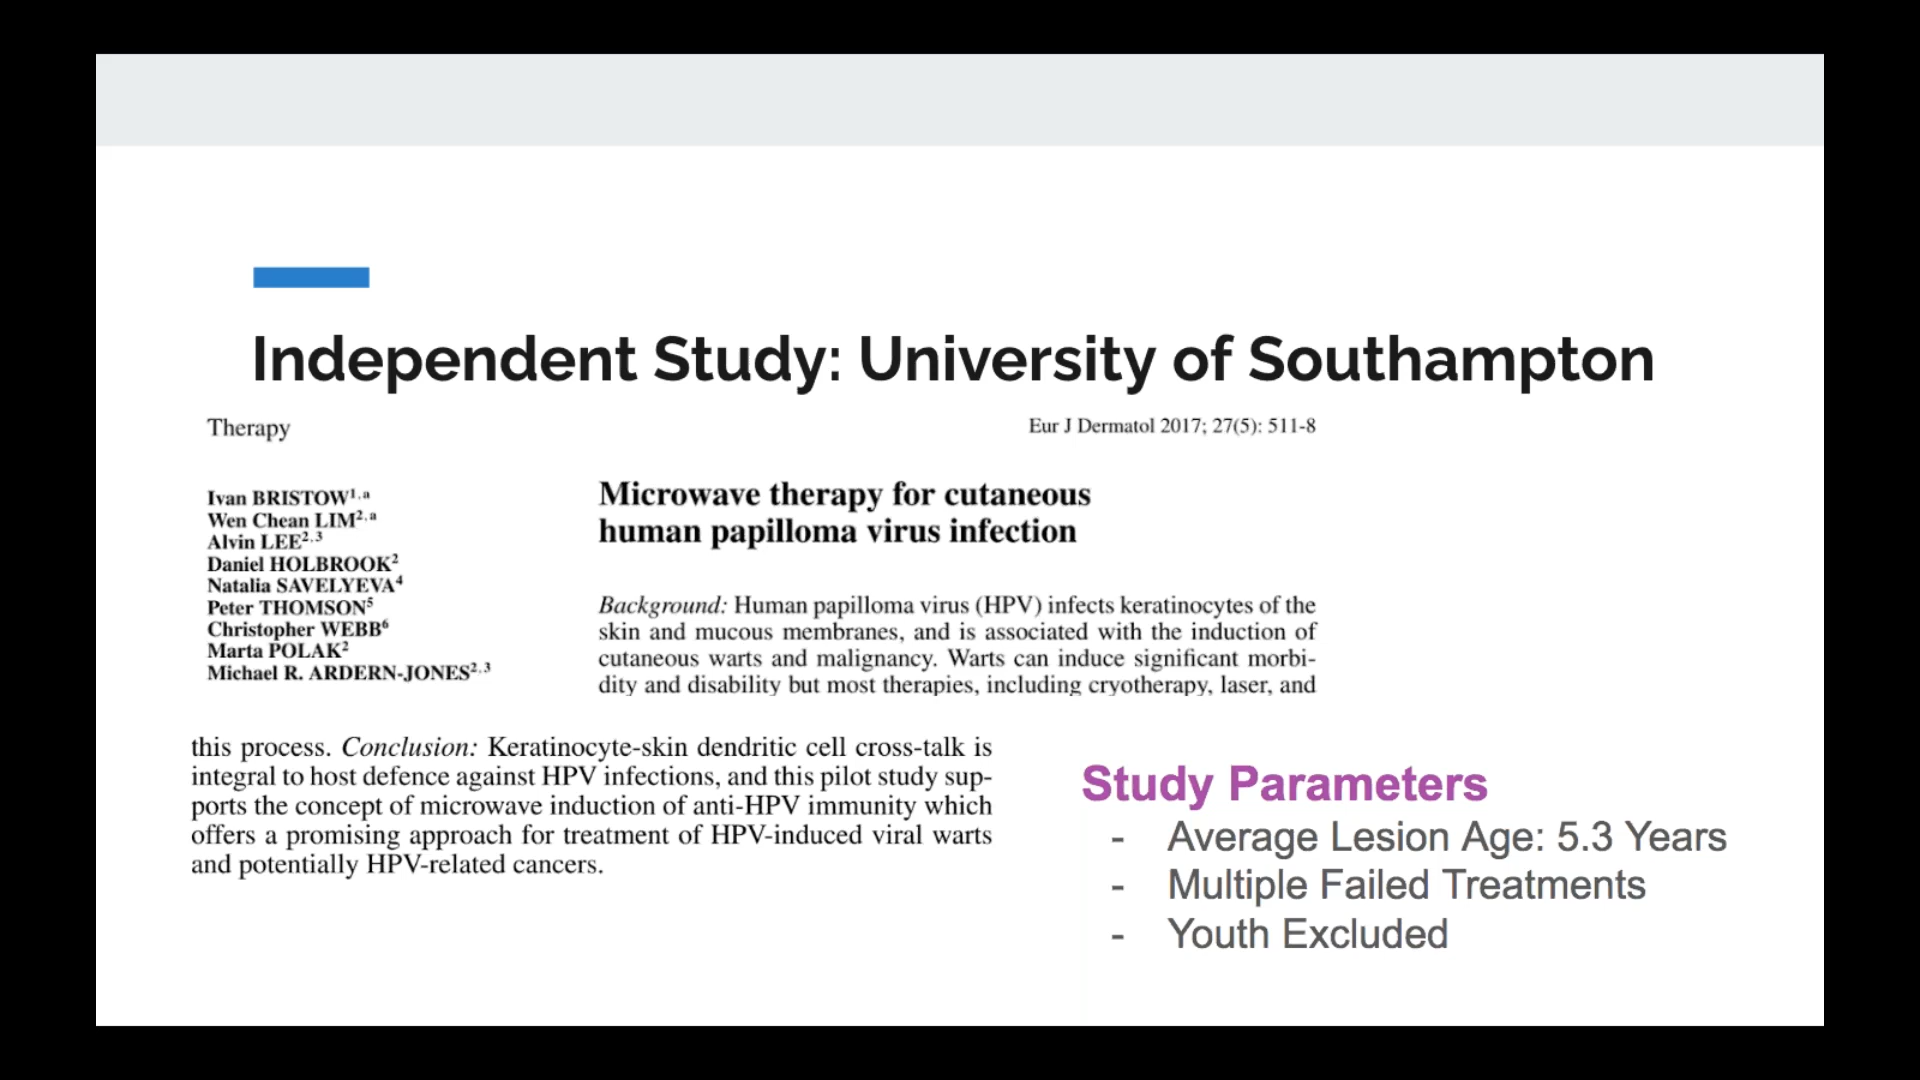 Independent Study: University of Southampton
Therapy
Eur J Dermatol 2017; 27(5): 511-8
Ivan BRISTOW1,a
Wen Chean LIM2,a
Alvin LEE2,3
Daniel HOLBROOK2
Natalia SAVELYEVA4
Peter THOMSON5
Christopher WEBB6
Marta POLAK2
Michael R. ARDERN-JONES2,3
Microwave therapy for cutaneous
human papilloma virus infection
Background: Human papilloma virus (HPV) infects keratinocytes of the
skin and mucous membranes, and is associated with the induction of
cutaneous warts and malignancy. Warts can induce significant morbi-
dity and disability but most therapies, including cryotherapy, laser, and
this process. Conclusion: Keratinocyte-skin dendritic cell cross-talk is
integral to host defence against HPV infections, and this pilot study sup-
ports the concept of microwave induction of anti-HPV immunity which
offers a promising approach for treatment of HPV-induced viral warts
and potentially HPV-related cancers.
Study Parameters
- Average Lesion Age: 5.3 Years
- Multiple Failed Treatments
- Youth Excluded